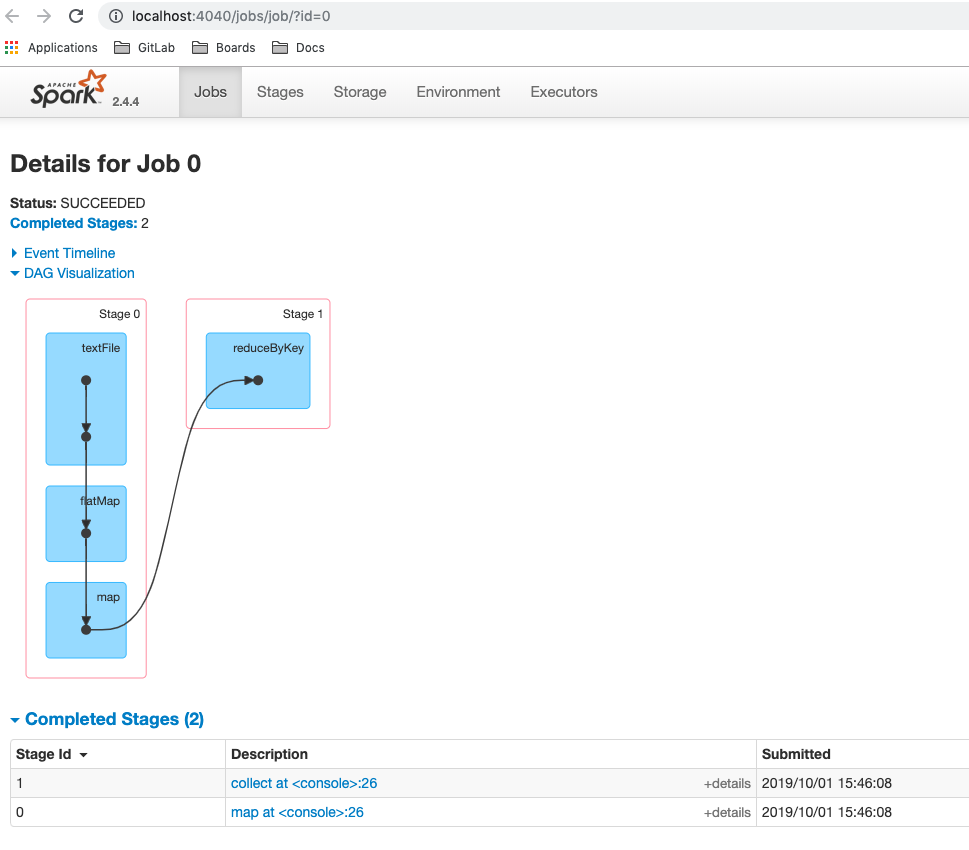 localhost:4040/jobs/job/?id=0
Applications GitLab Boards Docs
APACHE Spark™ 2.4.4 Jobs Stages Storage Environment Executors
Details for Job 0
Status: SUCCEEDED
Completed Stages: 2
Event Timeline
DAG Visualization
Stage 0
textFile
flatMap
map
Stage 1
reduceByKey
Completed Stages (2)
Stage Id Description Submitted
1 collect at <console>:26 +details 2019/10/01 15:46:08
0 map at <console>:26 +details 2019/10/01 15:46:08